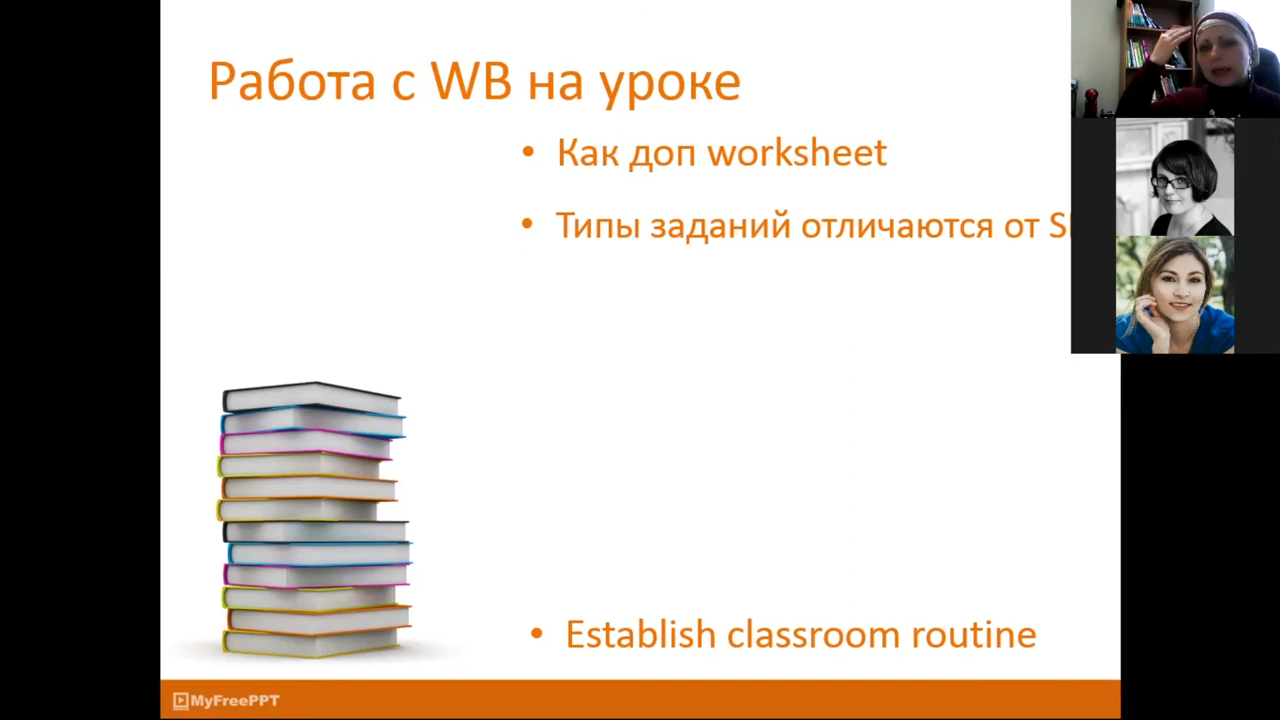 Работа с WB на уроке
• Как доп worksheet
• Типы заданий отличаются от
• Establish classroom routine
MyFreePPT